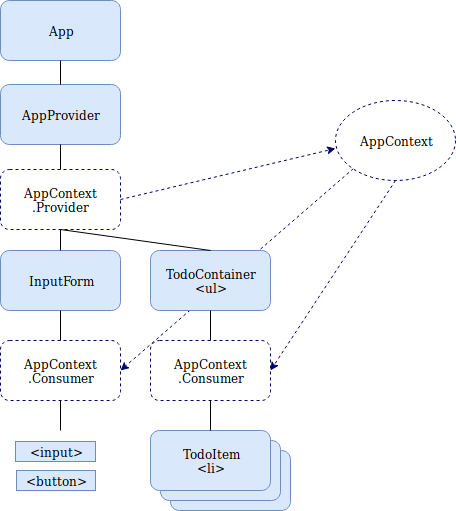 App
AppProvider
AppContext
AppContext
.Provider
InputForm
TodoContainer
<ul>
AppContext
.Consumer
AppContext
.Consumer
<input>
<button>
TodoItem
<li>